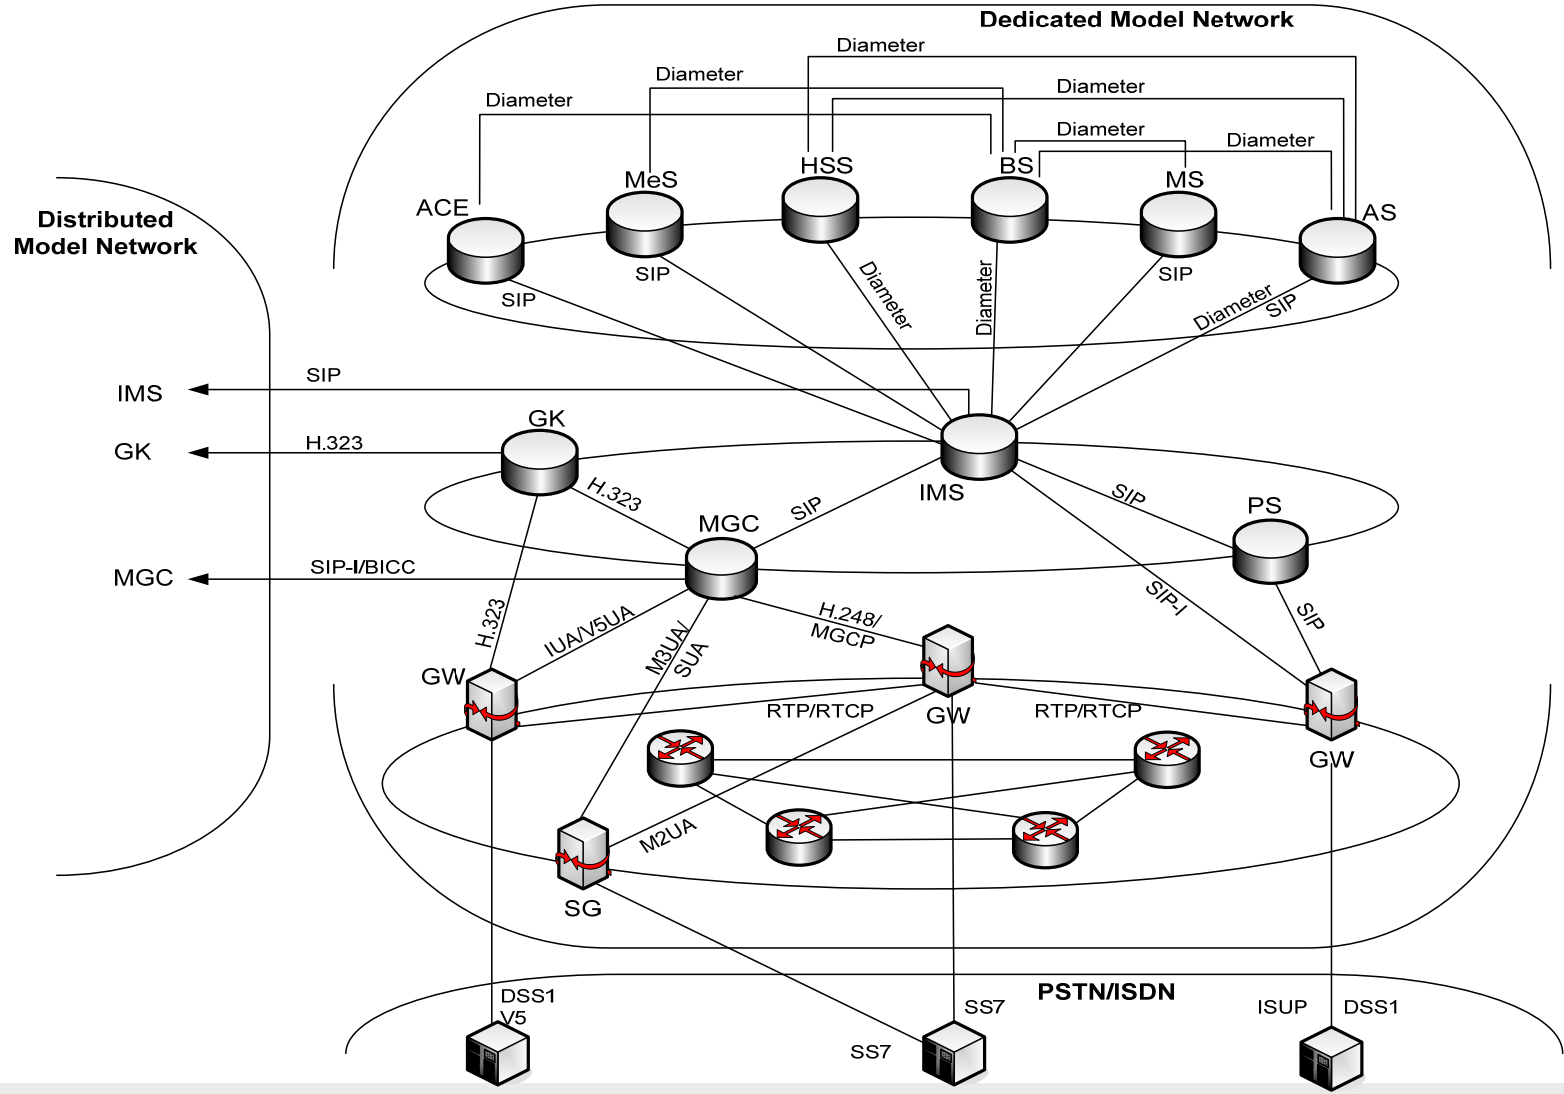 Dedicated Model Network
Diameter
Diameter
Diameter
Diameter
Diameter
Diameter
HSS
BS
MeS
MS
ACE
AS
Distributed
Model Network
SIP
SIP
SIP
Diameter
Diameter
Diameter
SIP
IMS
SIP
GK
H.323
GK
H.323
SIP
IMS
SIP
PS
MGC
MGC
SIP-I/BICC
H.323
IUA/V5UA
M3UA/
SUA
H.248/
MGCP
SIP-I
SIP
GW
RTP/RTCP
GW
RTP/RTCP
GW
M2UA
SG
PSTN/ISDN
DSS1
V5
SS7
SS7
ISUP
DSS1